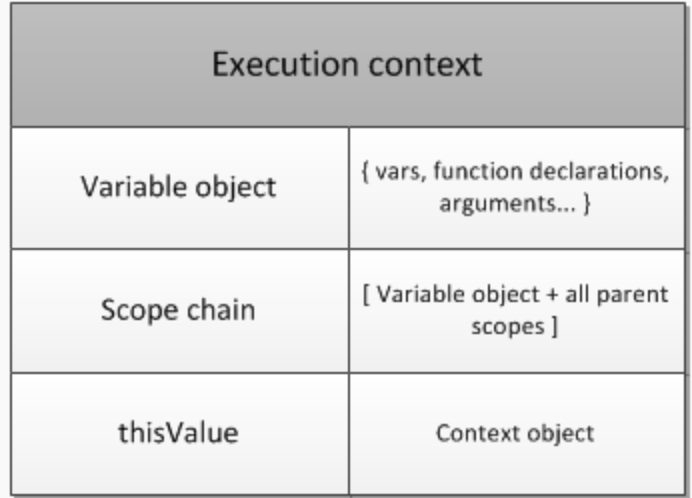 Execution context
Variable object
{ vars, function declarations,
arguments... }
Scope chain
[ Variable object + all parent
scopes ]
thisValue
Context object